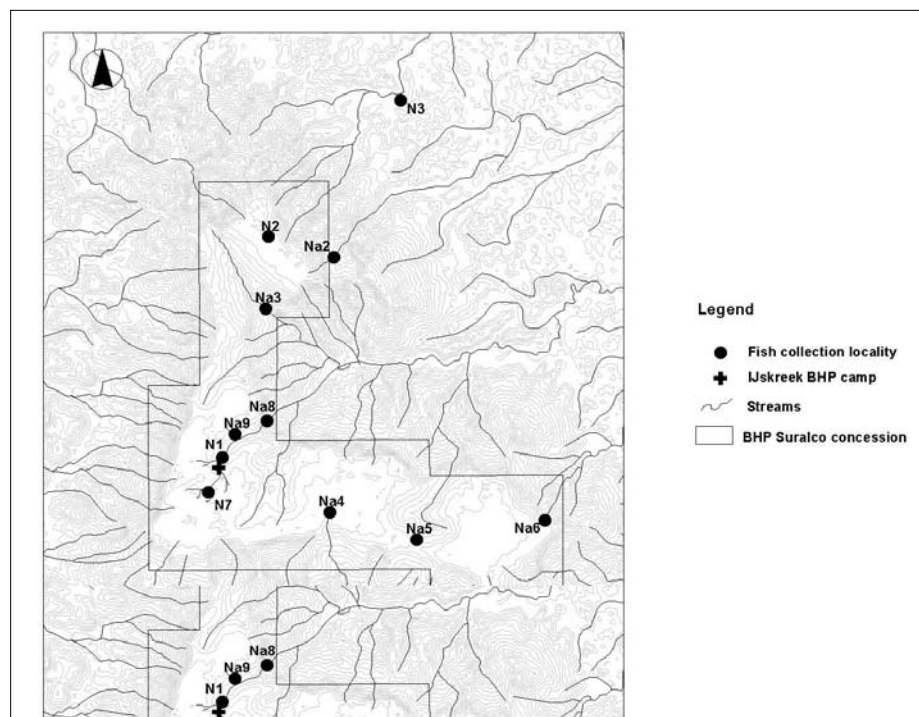 N3
N2
Na2
Na3
Na8
Na9
N1
N7
Na4
Na5
Na6
Na8
Na9
N1
Legend
Fish collection locality
IJskreek BHP camp
Streams
BHP Suralco concession